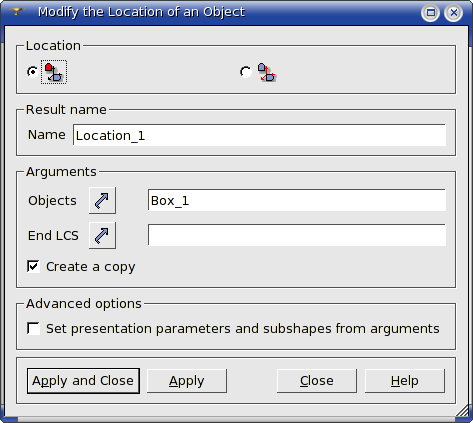 Modify the Location of an Object
Location
Result name
Name Location_1
Arguments
Objects Box_1
End LCS
Create a copy
Advanced options
Set presentation parameters and subshapes from arguments
Apply and Close Apply Close Help